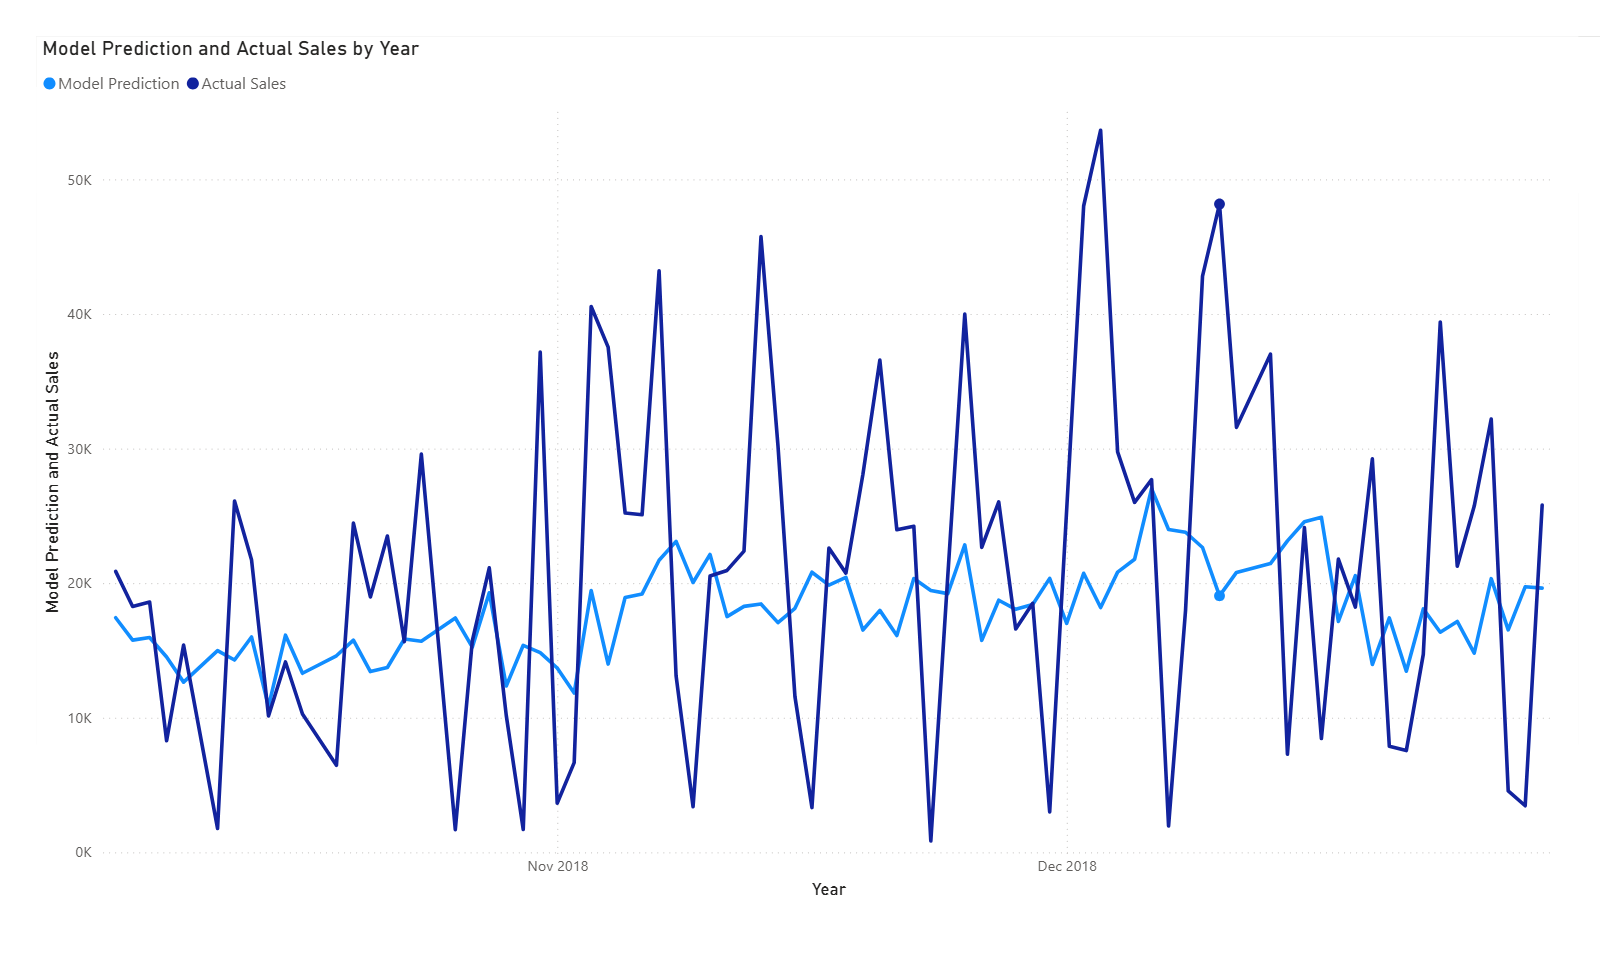 Model Prediction and Actual Sales by Year
Model Prediction Actual Sales
Model Prediction and Actual Sales
50K
40K
30K
20K
10K
0K
Nov 2018 Dec 2018
Year